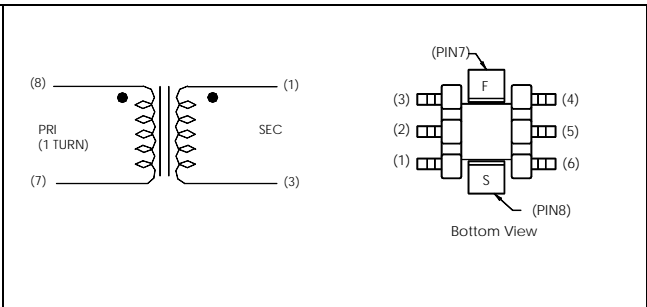 (8)
(1)
PRI
(1 TURN)
SEC
(7)
(3)
(PIN7)
F
(3)
(4)
(2)
(5)
(1)
(6)
S
(PIN8)
Bottom View